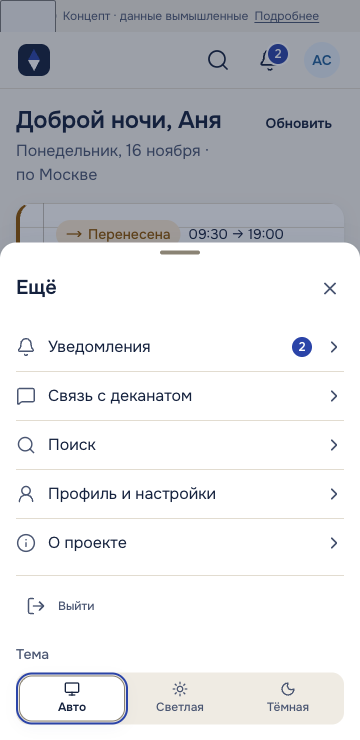 Концепт · данные вымышленные Подробнее
2
АС
Доброй ночи, Аня
Обновить
Понедельник, 16 ноября ·
по Москве
→ Перенесена 09:30 → 19:00
Ещё
Уведомления 2
Связь с деканатом
Поиск
Профиль и настройки
О проекте
Выйти
Тема
Авто Светлая Тёмная